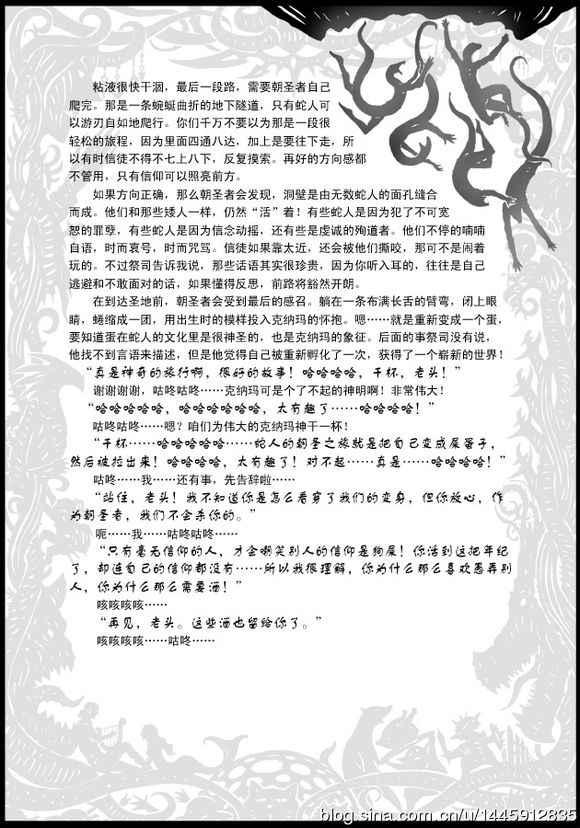 粘液很快干涸，最后一段路，需要朝圣者自己
爬完。那是一条蜿蜒曲折的地下隧道，只有蛇人可
以游刃自如地爬行。你们千万不要以为那是一段很
轻松的旅程，因为里面四通八达，加上是要往下走，所
以有时信徒不得不七上八下，反复摸索。再好的方向感都
不管用，只有信仰可以照亮前方。
如果方向正确，那么朝圣者会发现，洞壁是由无数蛇人的面孔缝合
而成。他们和那些矮人一样，仍然“活”着！有些蛇人是因为犯了不可宽
恕的罪孽，有些蛇人是因为信念动摇，还有些是虔诚的殉道者。他们不停的喃喃
自语，时而哀号，时而咒骂。信徒如果靠太近，还会被他们撕咬，那可不是闹着
玩的。不过祭司告诉我说，那些话语其实很珍贵，因为你听入耳的，往往是自己
逃避和不敢面对的话，如果懂得反思，前路将豁然开朗。
在到达圣地前，朝圣者会受到最后的感召。躺在一条布满长舌的臂弯，闭上眼
睛，蜷缩成一团，用出生时的模样投入克纳玛的怀抱。嗯……就是重新变成一个蛋，
要知道蛋在蛇人的文化里是很神圣的，也是克纳玛的象征。后面的事祭司没有说，
他找不到言语来描述，但是他觉得自己被重新孵化了一次，获得了一个崭新的世界！
“真是神奇的旅行啊，很好的故事！哈哈哈哈，干杯，老头！”
谢谢谢谢，咕咚咕咚……克纳玛可是个了不起的神明啊！非常伟大！
“哈哈哈哈哈，哈哈哈哈哈哈，太有趣了……哈哈哈哈！”
咕咚咕咚……嗯？咱们为伟大的克纳玛神干一杯！
“干杯……哈哈哈哈哈……蛇人的朝圣之旅就是把自己变成屎蛋子，
然后被拉出来！哈哈哈哈，太有趣了！对不起……真是……哈哈哈哈！”
咕咚……我……还有事，先告辞啦……
“站住，老头！我不知道你是怎么看穿了我们的变身，但你放心，作
为朝圣者，我们不会杀你的。”
呃……我……咕咚咕咚……
“只有毫无信仰的人，才会嘲笑别人的信仰是狗屎！你活到这把年纪
了，却连自己的信仰都没有……所以我很理解，你为什么那么喜欢愚弄别
人，你为什么那么需要酒！”
咳咳咳咳……
“再见，老头。这些酒也留给你了。”
咳咳咳咳……咕咚……
blog.sina.com.cn/u/1445912835